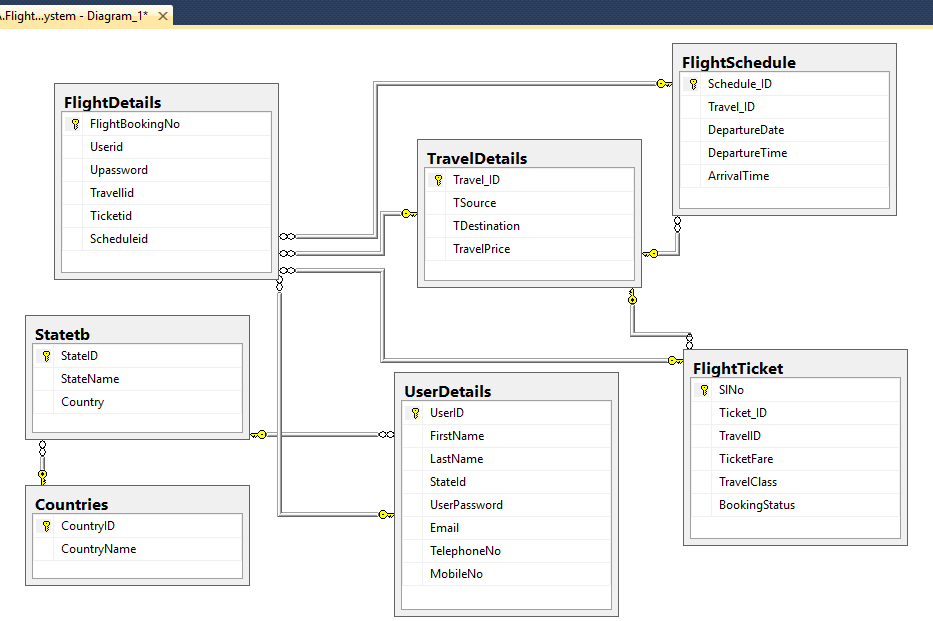 .Flight...ystem - Diagram_1*
FlightDetails
FlightBookingNo
Userid
Upassword
Travellid
Ticketid
Scheduleid
TravelDetails
Travel_ID
TSource
TDestination
TravelPrice
FlightSchedule
Schedule_ID
Travel_ID
DepartureDate
DepartureTime
ArrivalTime
Statetb
StateID
StateName
Country
Countries
CountryID
CountryName
UserDetails
UserID
FirstName
LastName
StateId
UserPassword
Email
TelephoneNo
MobileNo
FlightTicket
SlNo
Ticket_ID
TravelID
TicketFare
TravelClass
BookingStatus